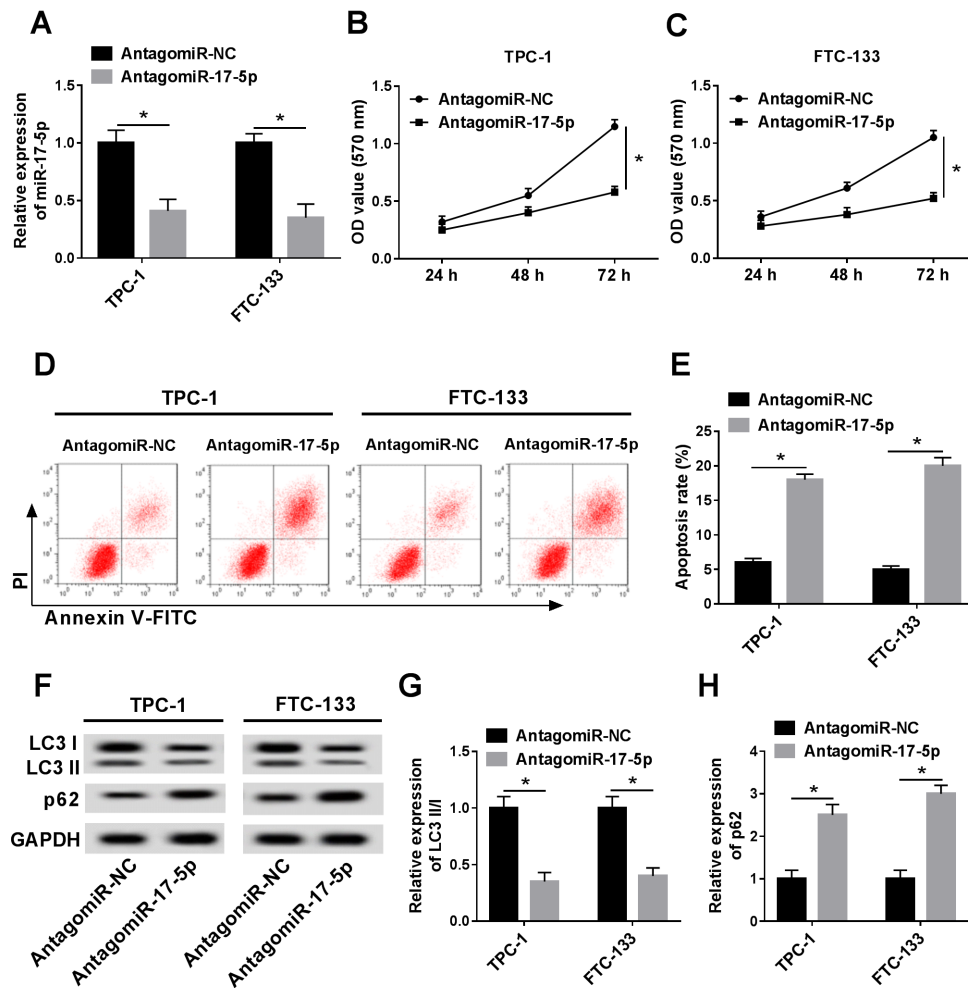 A
AntagomiR-NC
AntagomiR-17-5p
Relative expression
of miR-17-5p
1.5
1.0
0.5
0.0
*
*
TPC-1
FTC-133
B
TPC-1
AntagomiR-NC
AntagomiR-17-5p
OD value (570 nm)
1.5
1.0
0.5
0.0
*
24 h 48 h 72 h
C
FTC-133
AntagomiR-NC
AntagomiR-17-5p
OD value (570 nm)
1.5
1.0
0.5
0.0
*
24 h 48 h 72 h
D
TPC-1 FTC-133
AntagomiR-NC AntagomiR-17-5p AntagomiR-NC AntagomiR-17-5p
PI
Annexin V-FITC
E
AntagomiR-NC
AntagomiR-17-5p
Apoptosis rate (%)
25
20
15
10
5
0
*
*
TPC-1
FTC-133
F
TPC-1 FTC-133
LC3 I
LC3 II
p62
GAPDH
AntagomiR-NC
AntagomiR-17-5p
AntagomiR-NC
AntagomiR-17-5p
G
AntagomiR-NC
AntagomiR-17-5p
Relative expression
of LC3 II/I
1.5
1.0
0.5
0.0
*
*
TPC-1
FTC-133
H
AntagomiR-NC
AntagomiR-17-5p
Relative expression
of p62
4
3
2
1
0
*
*
TPC-1
FTC-133